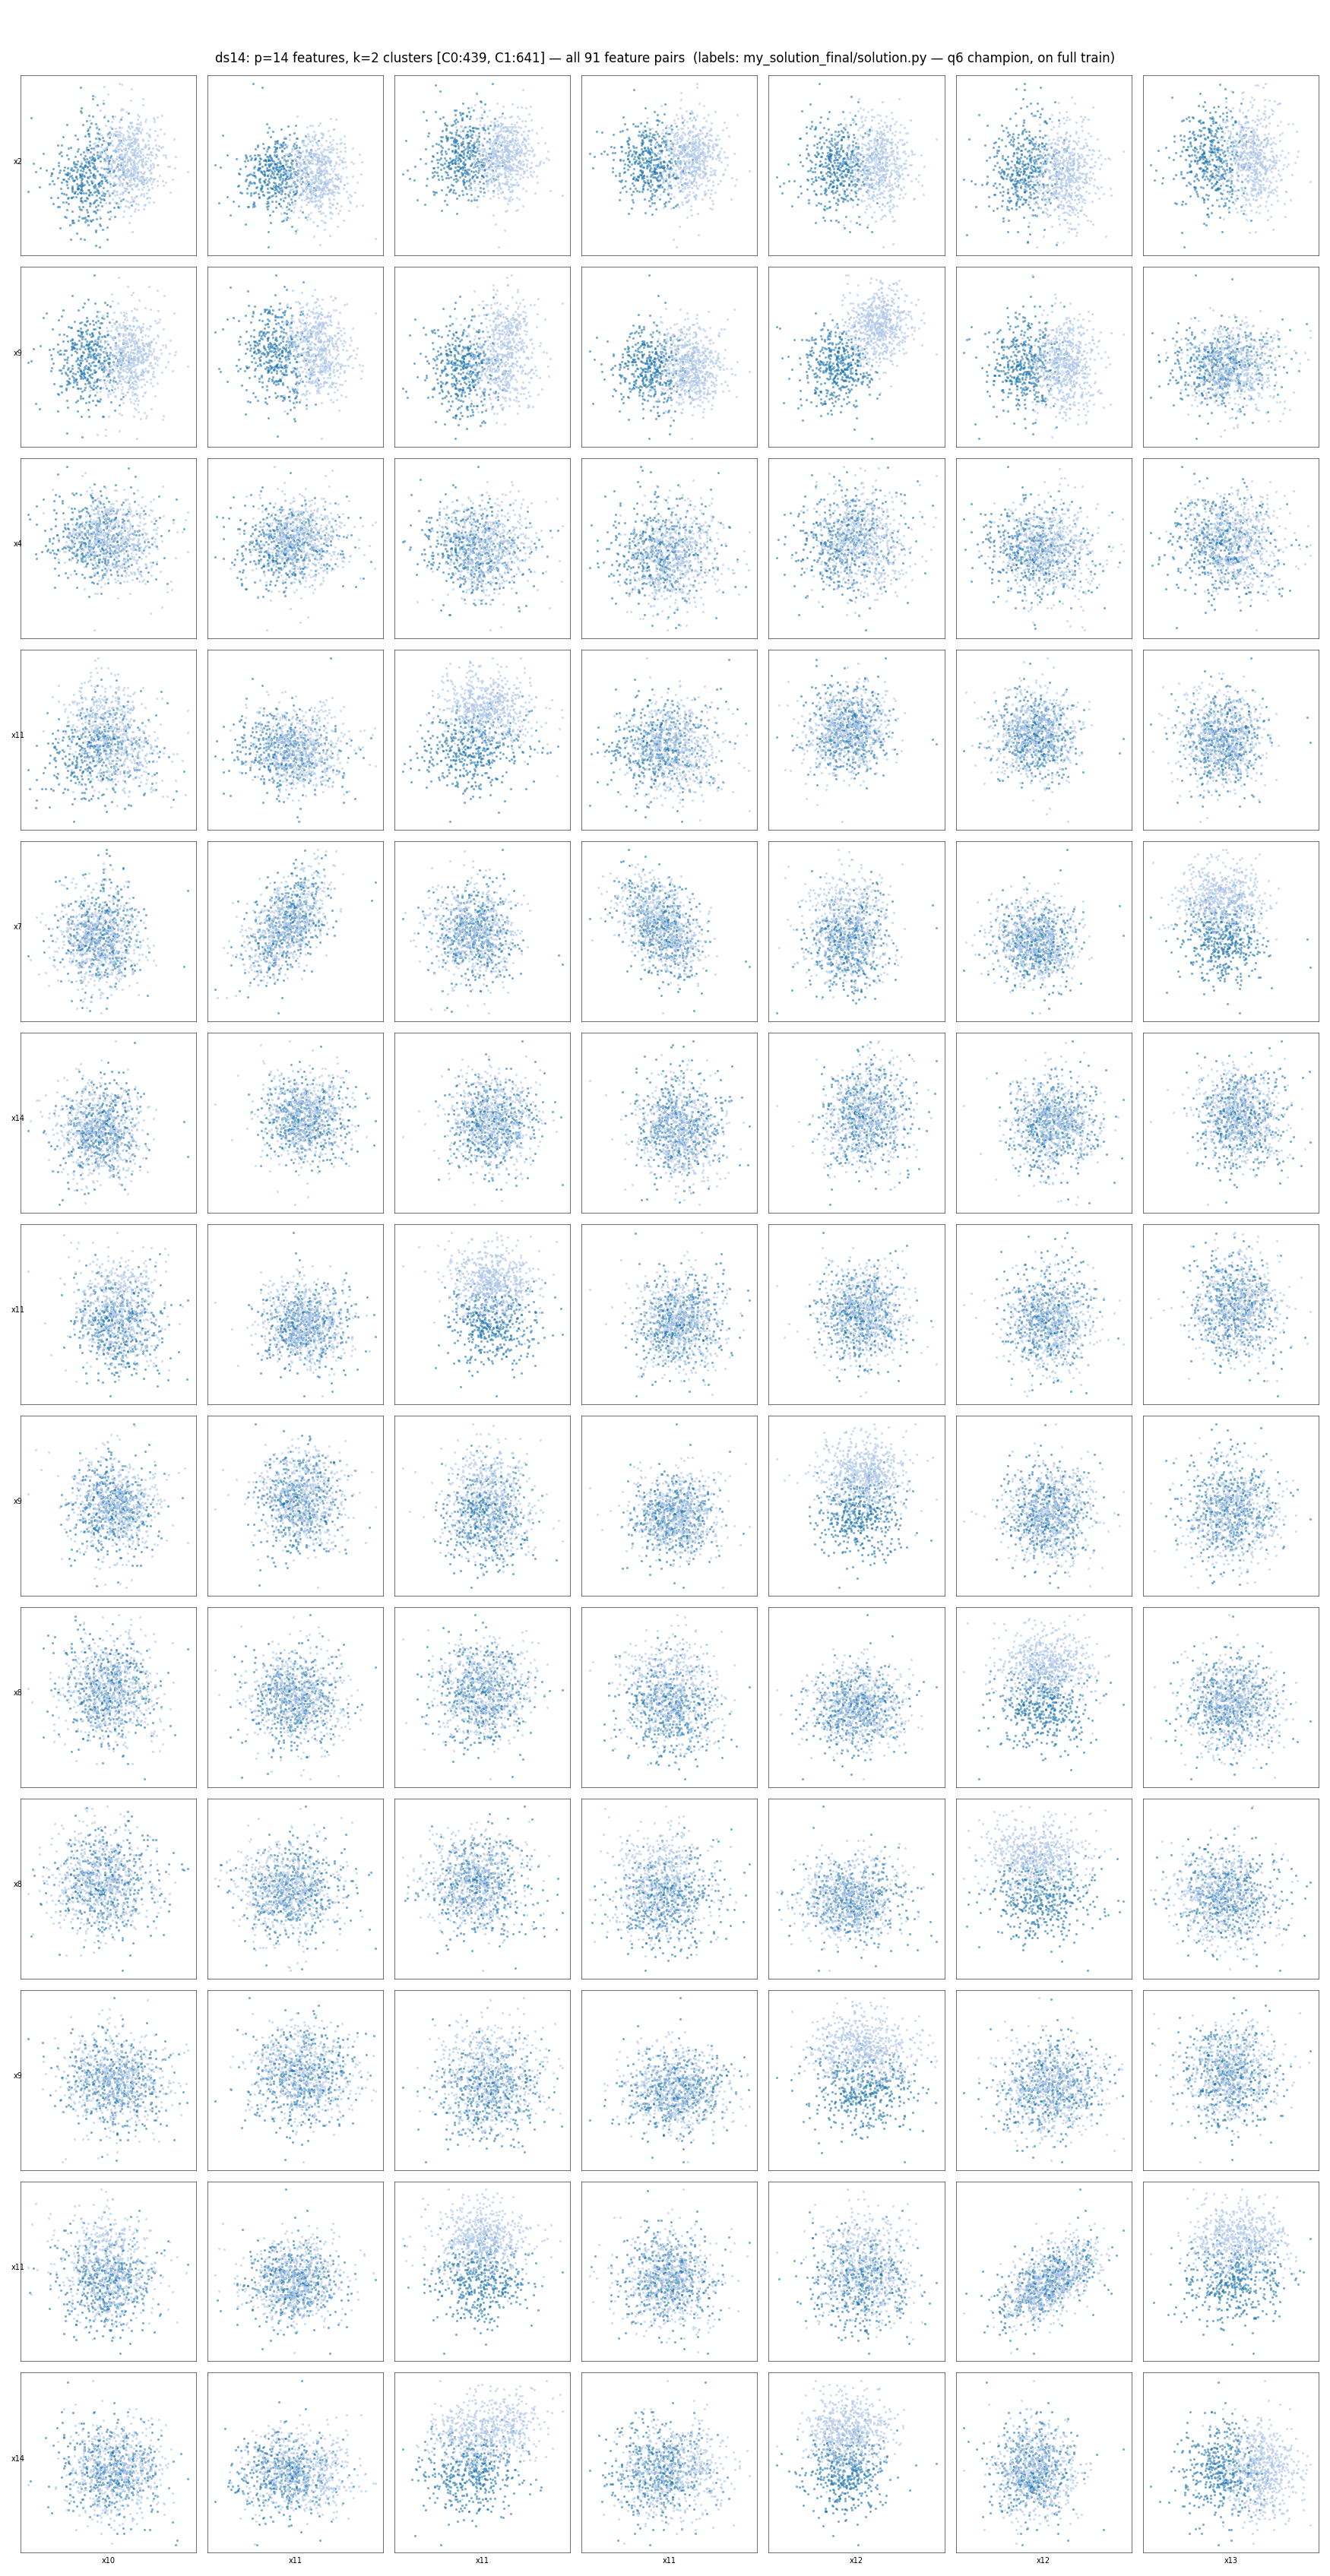 ds14: p=14 features, k=2 clusters [C0:439, C1:641] — all 91 feature pairs (labels: my_solution_final/solution.py — q6 champion, on full train)
x2
x9
x4
x11
x7
x14
x11
x9
x8
x8
x9
x11
x14
x10 x11 x11 x11 x12 x12 x13